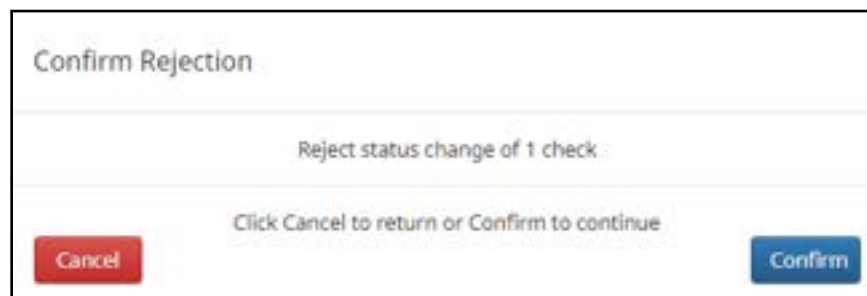 Confirm Rejection
Reject status change of 1 check
Click Cancel to return or Confirm to continue
Cancel
Confirm